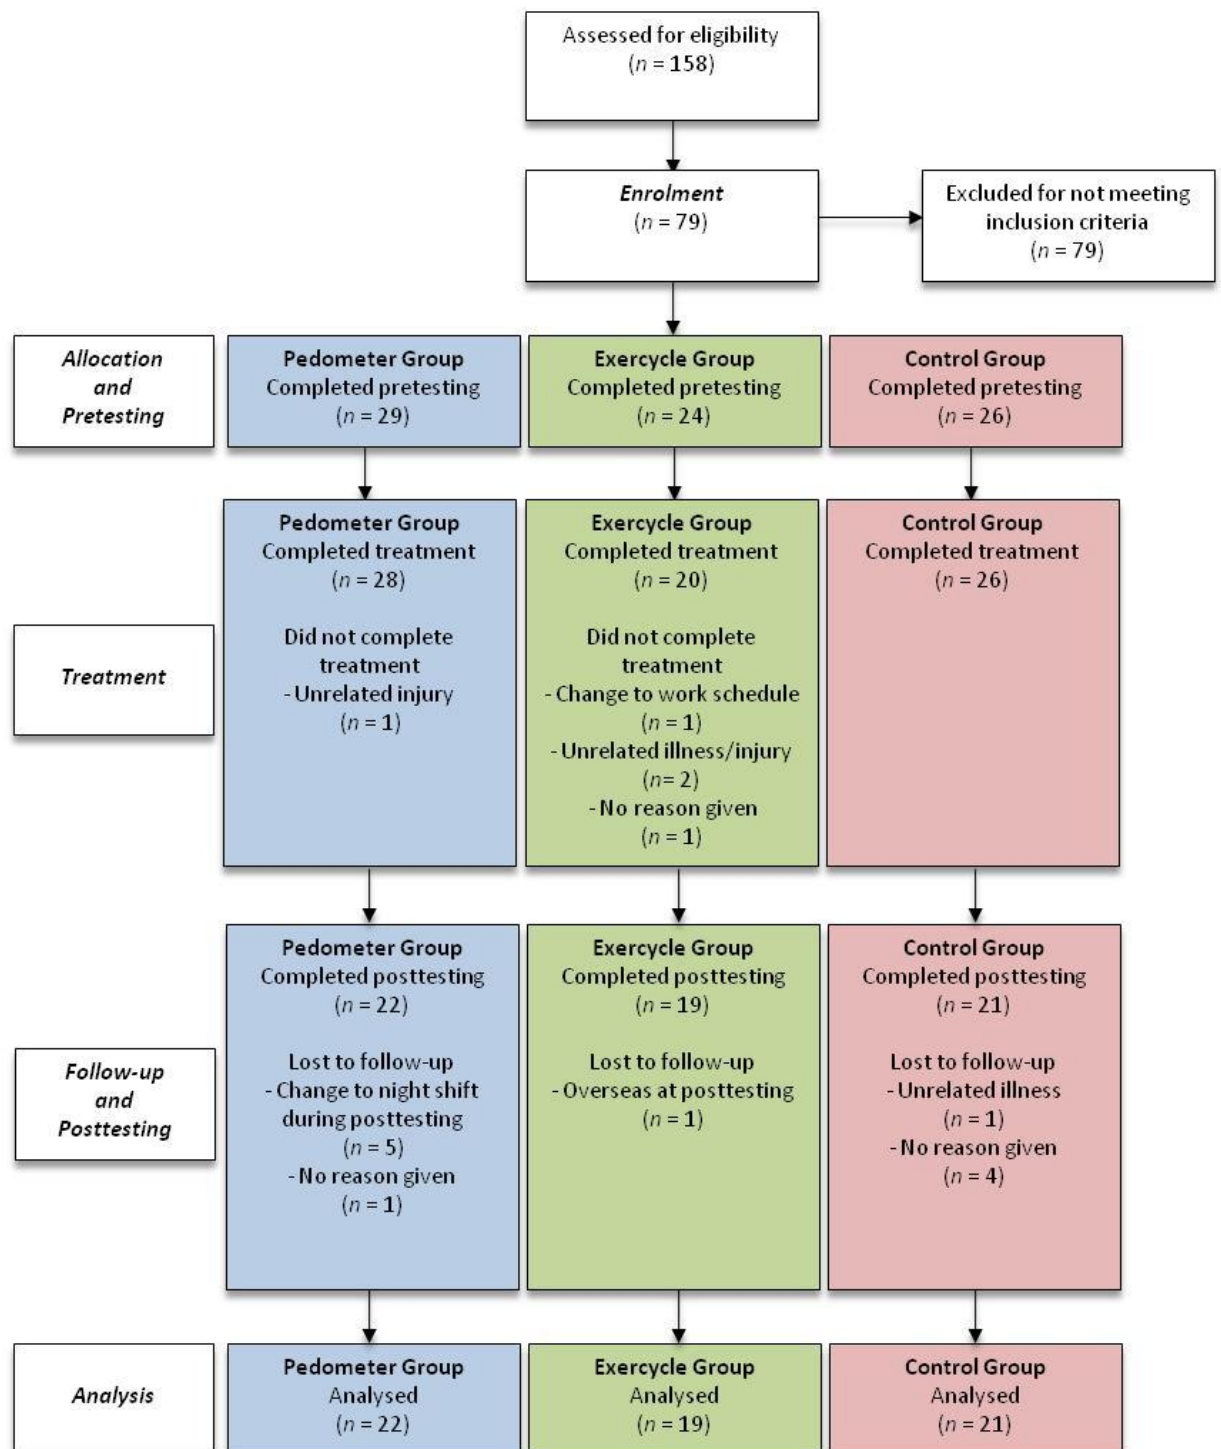 Assessed for eligibility
(n = 158)
Enrolment
(n = 79)
Excluded for not meeting
inclusion criteria
(n = 79)
Allocation
and
Pretesting
Pedometer Group
Completed pretesting
(n = 29)
Exercycle Group
Completed pretesting
(n = 24)
Control Group
Completed pretesting
(n = 26)
Treatment
Pedometer Group
Completed treatment
(n = 28)
Did not complete
treatment
- Unrelated injury
(n = 1)
Exercycle Group
Completed treatment
(n = 20)
Did not complete
treatment
- Change to work schedule
(n = 1)
- Unrelated illness/injury
(n= 2)
- No reason given
(n = 1)
Control Group
Completed treatment
(n = 26)
Follow-up
and
Posttesting
Pedometer Group
Completed posttesting
(n = 22)
Lost to follow-up
- Change to night shift
during posttesting
(n = 5)
- No reason given
(n = 1)
Exercycle Group
Completed posttesting
(n = 19)
Lost to follow-up
- Overseas at posttesting
(n = 1)
Control Group
Completed posttesting
(n = 21)
Lost to follow-up
- Unrelated illness
(n = 1)
- No reason given
(n = 4)
Analysis
Pedometer Group
Analysed
(n = 22)
Exercycle Group
Analysed
(n = 19)
Control Group
Analysed
(n = 21)